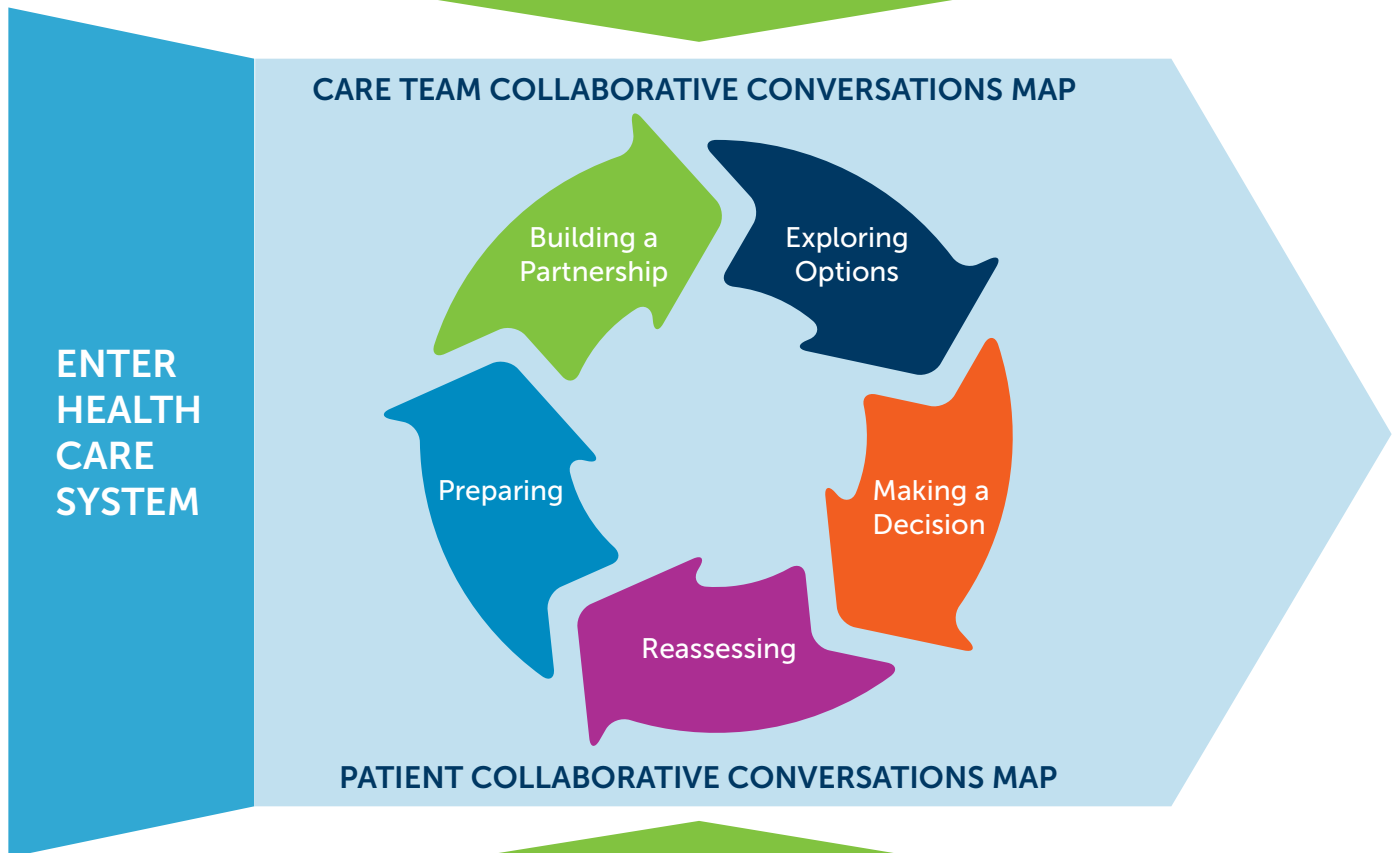 CARE TEAM COLLABORATIVE CONVERSATIONS MAP
Building a
Partnership
Exploring
Options
ENTER
HEALTH
CARE
SYSTEM
Preparing
Making a
Decision
Reassessing
PATIENT COLLABORATIVE CONVERSATIONS MAP